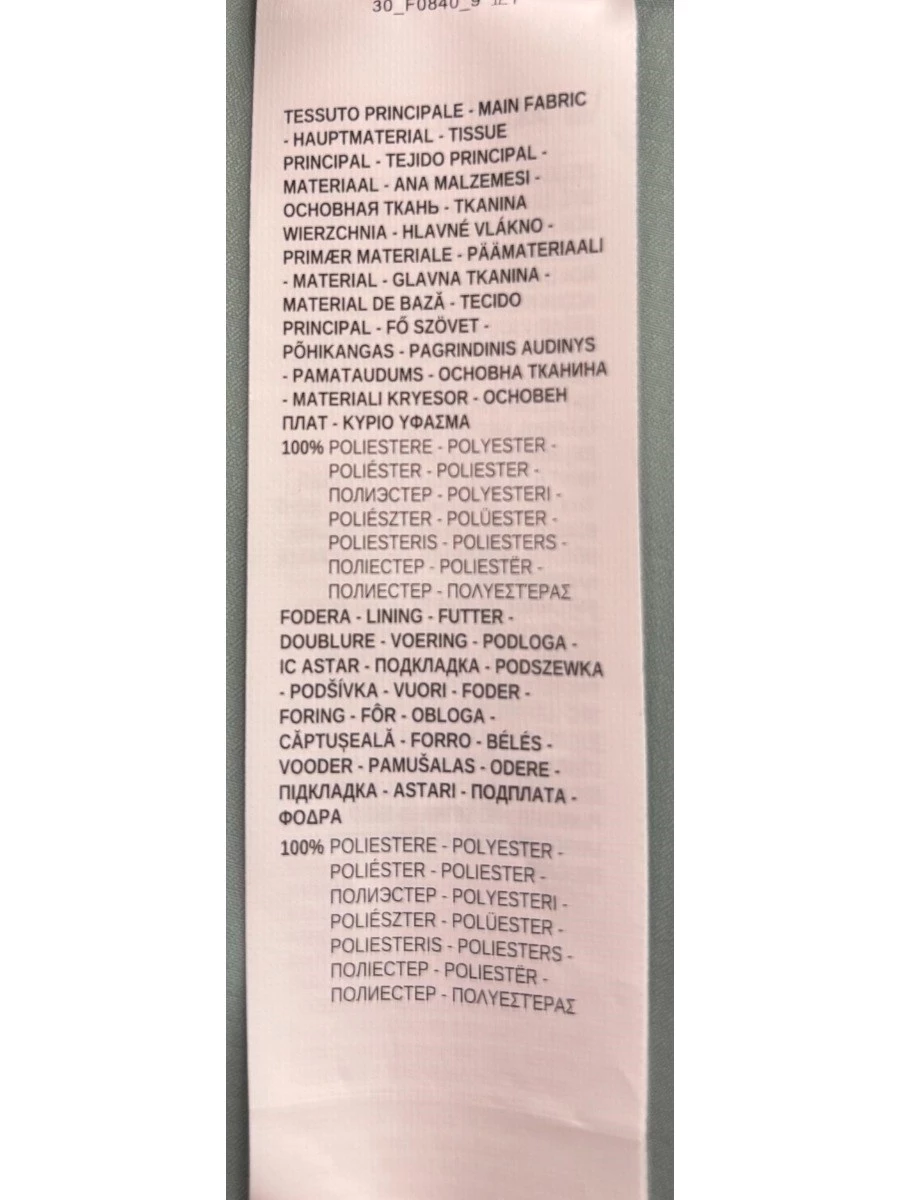 30_F0840_9
TESSUTO PRINCIPALE - MAIN FABRIC
- HAUPTMATERIAL - TISSUE
PRINCIPAL - TEJIDO PRINCIPAL -
MATERIAAL - ANA MALZEMESI -
ОСНОВНАЯ ТКАНЬ - TKANINA
WIERZCHNIA - HLAVNÉ VLÁKNO -
PRIMÆR MATERIALE - PÄÄMATERIAALI
- MATERIAL - GLAVNA TKANINA -
MATERIAL DE BAZĂ - TECIDO
PRINCIPAL - FŐ SZÖVET -
PÕHIKANGAS - PAGRINDINIS AUDINYS
- PAMATAUDUMS - ОСНОВНА ТКАНИНА
- MATERIALI KRYESOR - ОСНОВЕН
ПЛАТ - ΚΥΡΙΟ ΥΦΑΣΜΑ
100% POLIESTERE - POLYESTER -
POLIÉSTER - POLIESTER -
ПОЛИЭСТЕР - POLYESTERI -
POLIÉSZTER - POLÜESTER -
POLIESTERIS - POLIESTERS -
ПОЛІЕСТЕР - POLIESTËR -
ПОЛИЕСТЕР - ΠΟΛΥΕΣΤΈΡΑΣ
FODERA - LINING - FUTTER -
DOUBLURE - VOERING - PODLOGA -
IC ASTAR - ПОДКЛАДКА - PODSZEWKA
- PODŠÍVKA - VUORI - FODER -
FORING - FÔR - OBLOGA -
CĂPTUȘEALĂ - FORRO - BÉLÉS -
VOODER - PAMUŠALAS - ODERE -
ПІДКЛАДКА - ASTARI - ПОДПЛАТА -
ΦΟΔΡΑ
100% POLIESTERE - POLYESTER -
POLIÉSTER - POLIESTER -
ПОЛИЭСТЕР - POLYESTERI -
POLIÉSZTER - POLÜESTER -
POLIESTERIS - POLIESTERS -
ПОЛІЕСТЕР - POLIESTËR -
ПОЛИЕСТЕР - ΠΟΛΥΕΣΤΈΡΑΣ